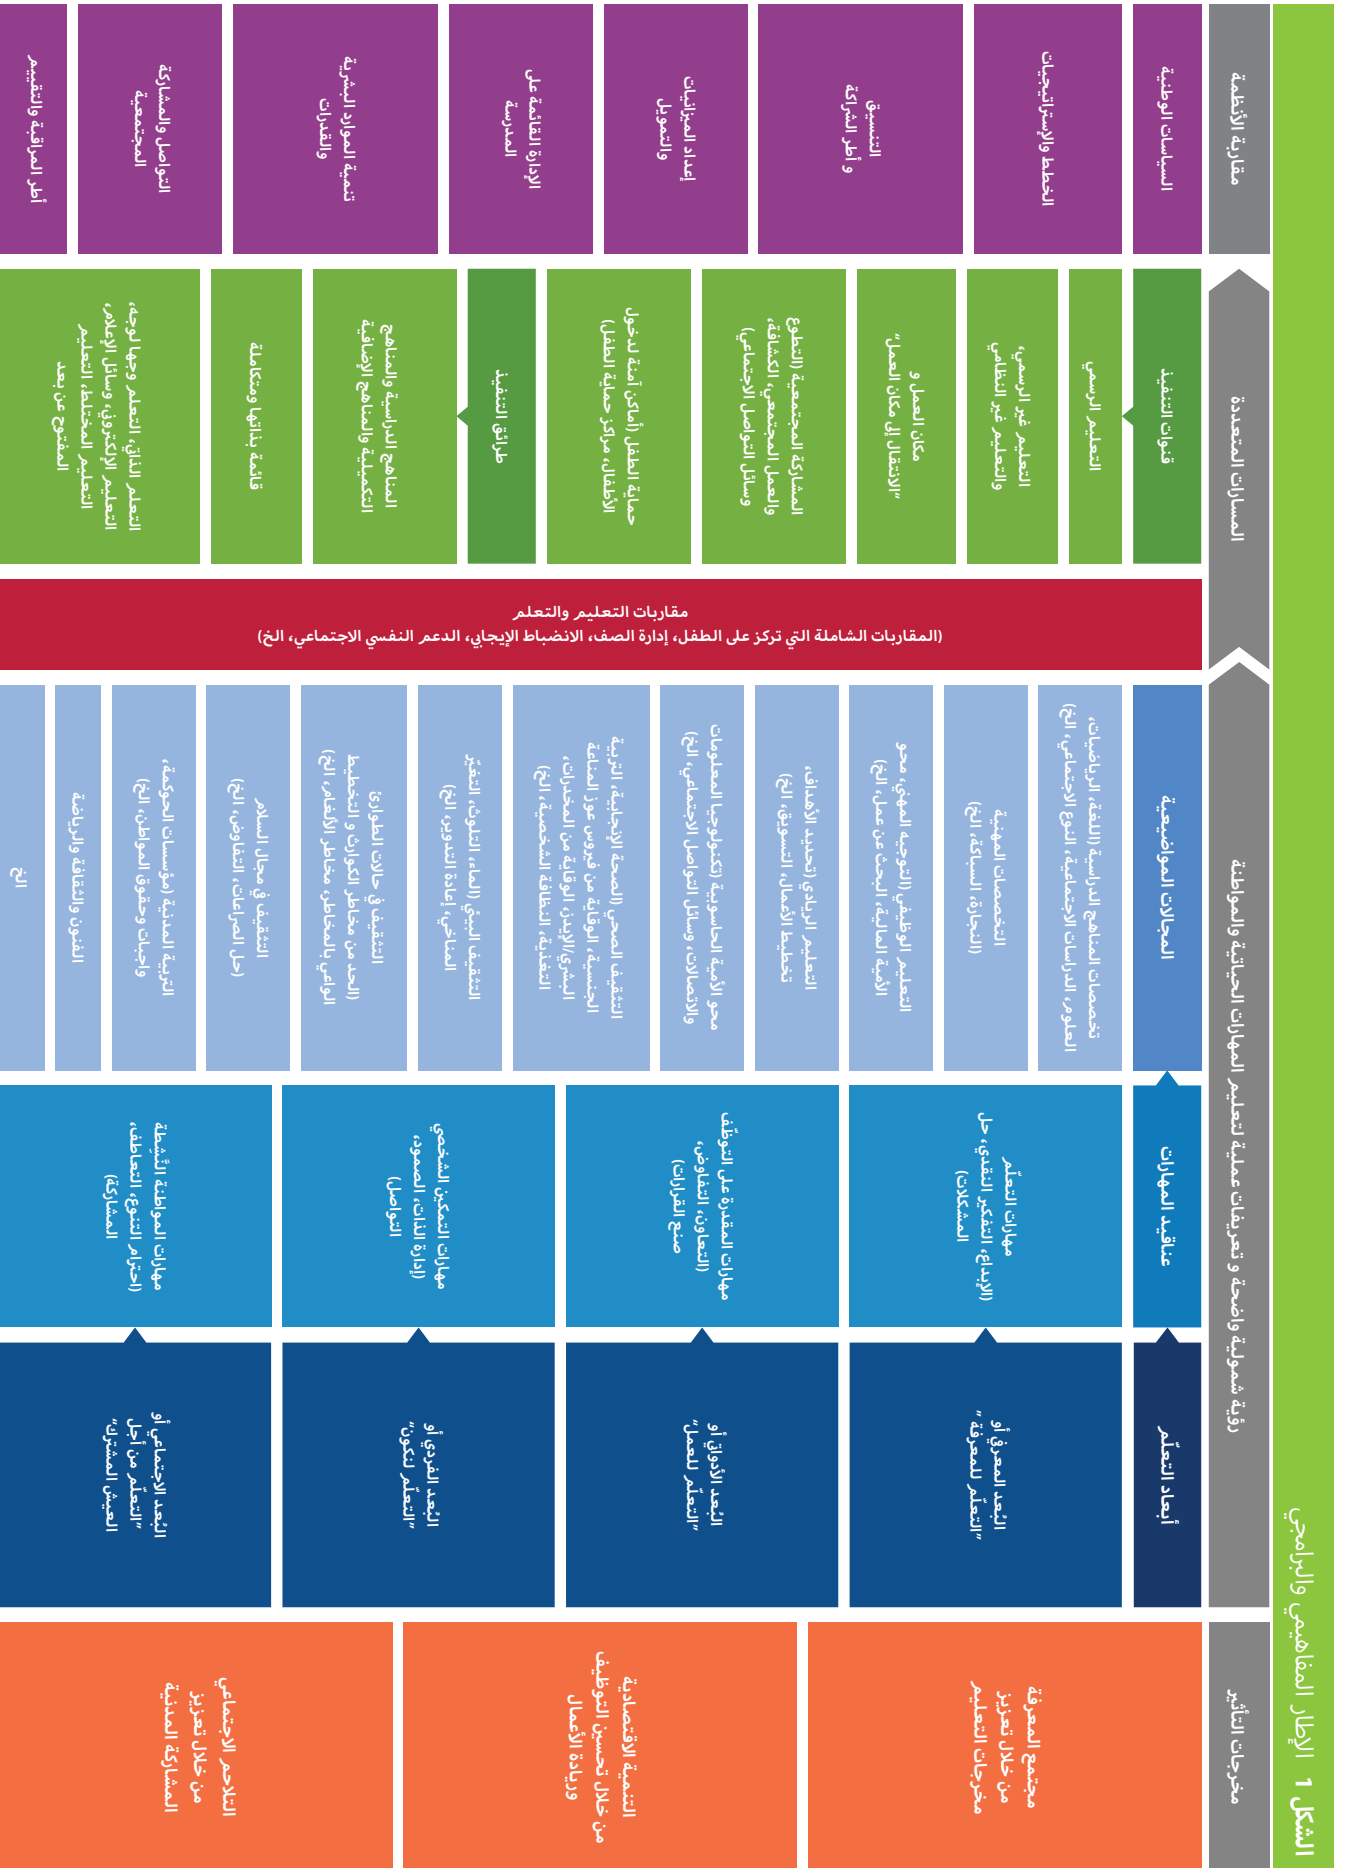 الشكل 1 الإطار المفاهيمي والبرامجي
مخرجات التأثير
مجتمع المعرفة
من خلال تعزيز
مخرجات التعليم
التنمية الاقتصادية
من خلال تحسين التوظيف
وريادة الأعمال
التلاحم الاجتماعي
من خلال تعزيز
المشاركة المدنية
رؤية شمولية واضحة و تعريفات عملية لتعليم المهارات الحياتية والمواطنة
أبعاد التعلّم
البُعد المعرفي أو
"التعلّم للمعرفة "
البُعد الأدواتي أو
"التعلّم للعمل"
البُعد الفردي أو
"التعلّم لنكون"
البُعد الاجتماعي أو
"التعلّم من أجل
العيش المشترك"
عناقيد المهارات
مهارات التعلّم
(الإبداع، التفكير النقدي، حل
المشكلات)
مهارات المقدرة على التوظّف
(التعاون، التفاوض،
صنع القرارات)
مهارات التمكين الشخصي
(إدارة الذات، الصمود،
التواصل)
مهارات المواطنة النَّشِطة
(احترام التنوع، التعاطف،
المشاركة)
المجالات المواضيعية
تخصصات المناهج الدراسية (اللغة، الرياضيات،
العلوم، الدراسات الاجتماعية، النوع الاجتماعي، الخ)
التخصصات المهنية
(النجارة، السباكة الخ)
التعليم الوظيفي (التوجيه المهني، محو
الأمية المالية، البحث عن عمل، الخ)
التعليم الريادي (تحديد الأهداف،
تخطيط الأعمال، التسويق، الخ)
محو الأمية الحاسوبية (تكنولوجيا المعلومات
والاتصالات، وسائل التواصل الاجتماعي، الخ)
التثقيف الصحي (الصحة الإنجابية، التربية
الجنسية، الوقاية من فيروس عوز المناعة
البشري/الإيدز، الوقاية من المخدرات،
التغذية، النظافة الشخصية، الخ)
التثقيف البيئي (الماء، التلوث، التغيّر
المناخي، إعادة التدوير، الخ)
التثقيف في حالات الطوارئ
(الحد من مخاطر الكوارث و التخطيط
الواعي بالمخاطر، مخاطر الألغام، الخ)
التثقيف في مجال السلام
(حل الصراعات، التفاوض، الخ)
التربية المدنية (مؤسسات الحوكمة،
واجبات وحقوق المواطن، الخ)
الفنون والثقافة والرياضة
الخ
مقاربات التعليم والتعلم
(المقاربات الشاملة التي تركز على الطفل، إدارة الصف، الانضباط الإيجابي، الدعم النفسي الاجتماعي، الخ)
المسارات المتعددة
قنوات التنفيذ
التعليم الرسمي
التعليم غير الرسمي،
والتعليم غير النظامي
مكان العمل و
"الانتقال إلى مكان العمل"
المشاركة المجتمعية (التطوع
والعمل المجتمعي، الكشافة،
وسائل التواصل الاجتماعي)
حماية الطفل (أماكن آمنة لدخول
الأطفال، مراكز حماية الطفل)
طرائق التنفيذ
المناهج الدراسية والمناهج
التكميلية والمناهج الإضافية
قائمة بذاتها ومتكاملة
التعلم الذاتي، التعلم وجها لوجه،
التعليم الإلكتروني، وسائل الإعلام،
التعليم المختلط، التعليم
المفتوح عن بعد
مقاربة الأنظمة
السياسات الوطنية
الخطط والإستراتيجيات
التنسيق
و أطر الشراكة
إعداد الميزانيات
والتمويل
الإدارة القائمة على
المدرسة
تنمية الموارد البشرية
والقدرات
التواصل والمشاركة
المجتمعية
أطر المراقبة والتقييم